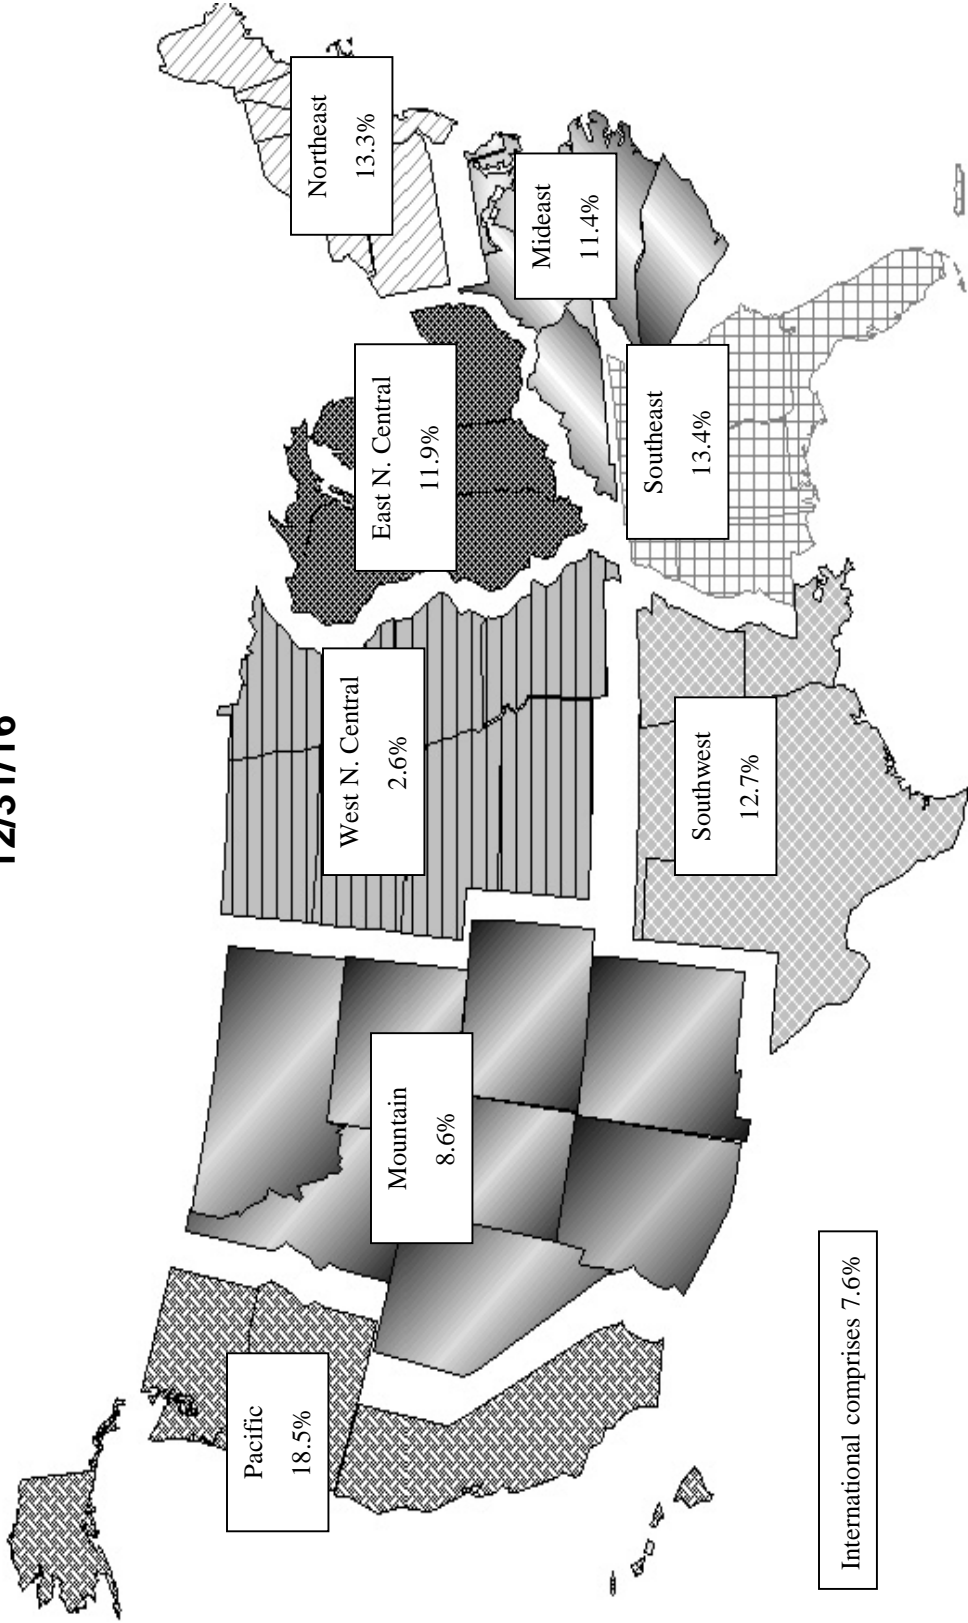 12/31/16
Northeast
13.3%
Mideast
11.4%
East N. Central
11.9%
Southeast
13.4%
West N. Central
2.6%
Southwest
12.7%
Mountain
8.6%
Pacific
18.5%
International comprises 7.6%